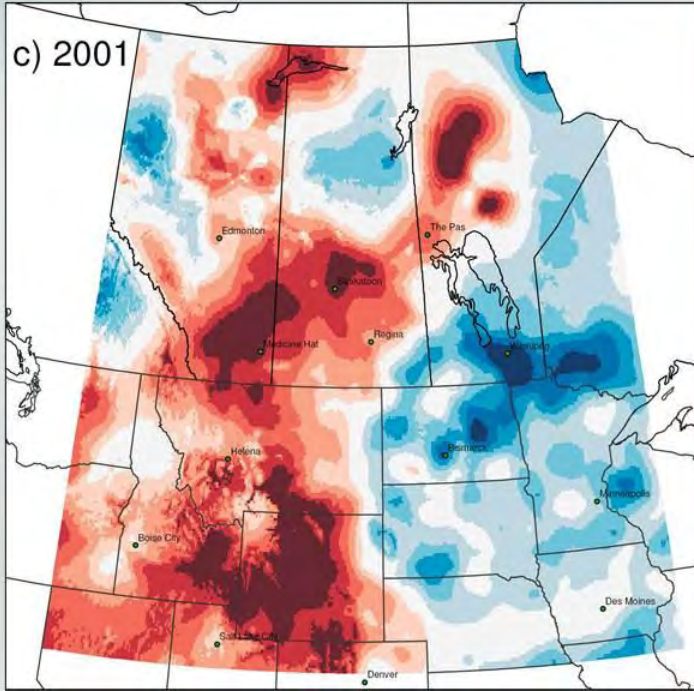 c) 2001
Edmonton
The Pas
Saskatoon
Regina
Medicine Hat
Winnipeg
Helena
Bismarck
Minneapolis
Boise City
Des Moines
Salt Lake City
Denver